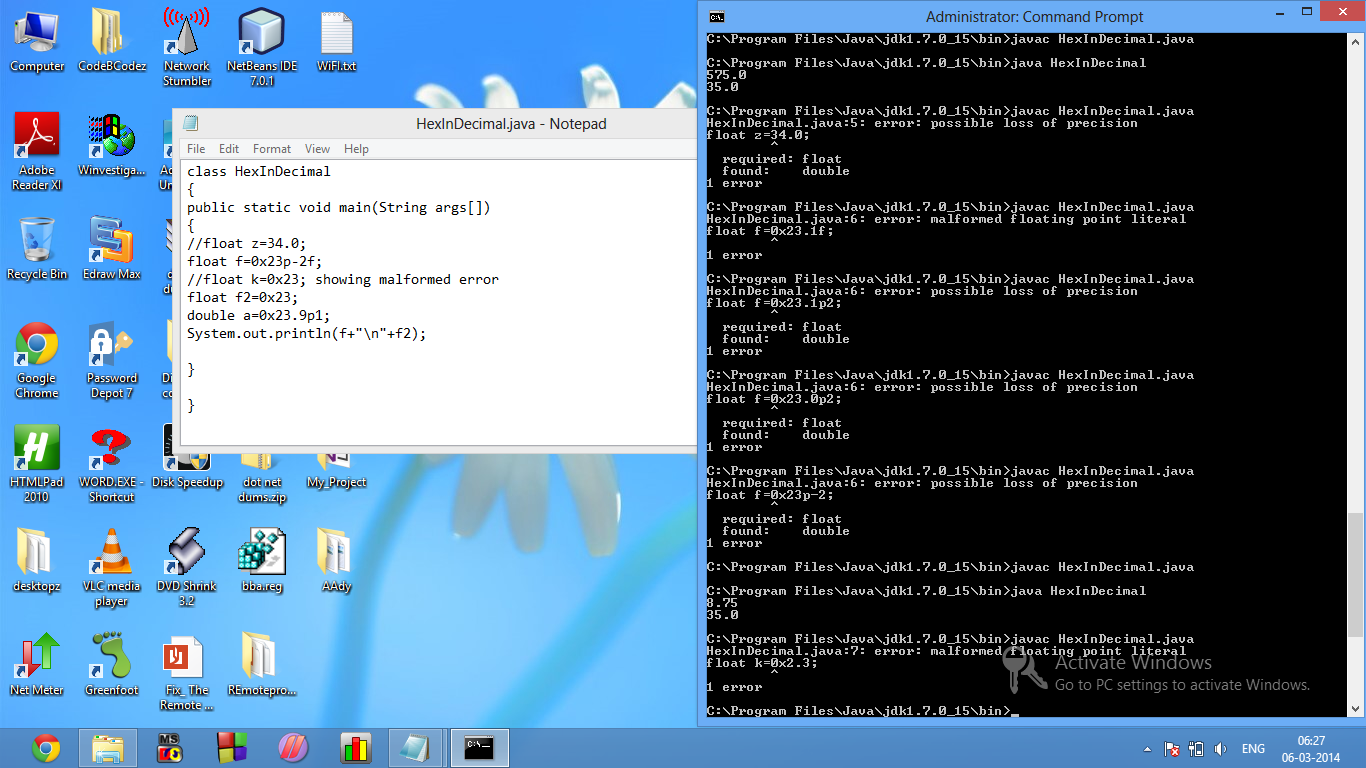 Computer
CodeBCodez
Network
Stumbler
NetBeans IDE
7.0.1
WiFI.txt
Adobe
Reader XI
Winvestiga...
Recycle Bin
Edraw Max
Google
Chrome
Password
Depot 7
HTMLPad
2010
WORD.EXE -
Shortcut
Disk Speedup
dot net
dums.zip
My_Project
desktopz
VLC media
player
DVD Shrink
3.2
bba.reg
AAdy
Net Meter
Greenfoot
Fix_ The
Remote ...
REmotepro...
HexInDecimal.java - Notepad
File Edit Format View Help
class HexInDecimal
{
public static void main(String args[])
{
//float z=34.0;
float f=0x23p-2f;
//float k=0x23; showing malformed error
float f2=0x23;
double a=0x23.9p1;
System.out.println(f+"\n"+f2);
}
}
Administrator: Command Prompt
C:\Program Files\Java\jdk1.7.0_15\bin>javac HexInDecimal.java
C:\Program Files\Java\jdk1.7.0_15\bin>java HexInDecimal
575.0
35.0
C:\Program Files\Java\jdk1.7.0_15\bin>javac HexInDecimal.java
HexInDecimal.java:5: error: possible loss of precision
float z=34.0;
^
required: float
found: double
1 error
C:\Program Files\Java\jdk1.7.0_15\bin>javac HexInDecimal.java
HexInDecimal.java:6: error: malformed floating point literal
float f=0x23.1f;
^
1 error
C:\Program Files\Java\jdk1.7.0_15\bin>javac HexInDecimal.java
HexInDecimal.java:6: error: possible loss of precision
float f=0x23.1p2;
^
required: float
found: double
1 error
C:\Program Files\Java\jdk1.7.0_15\bin>javac HexInDecimal.java
HexInDecimal.java:6: error: possible loss of precision
float f=0x23.0p2;
^
required: float
found: double
1 error
C:\Program Files\Java\jdk1.7.0_15\bin>javac HexInDecimal.java
HexInDecimal.java:6: error: possible loss of precision
float f=0x23p-2;
^
required: float
found: double
1 error
C:\Program Files\Java\jdk1.7.0_15\bin>javac HexInDecimal.java
C:\Program Files\Java\jdk1.7.0_15\bin>java HexInDecimal
8.75
35.0
C:\Program Files\Java\jdk1.7.0_15\bin>javac HexInDecimal.java
HexInDecimal.java:7: error: malformed floating point literal
float k=0x2.3;
^
1 error
C:\Program Files\Java\jdk1.7.0_15\bin>_
Activate Windows
Go to PC settings to activate Windows.
MS
ENG
06:27
06-03-2014